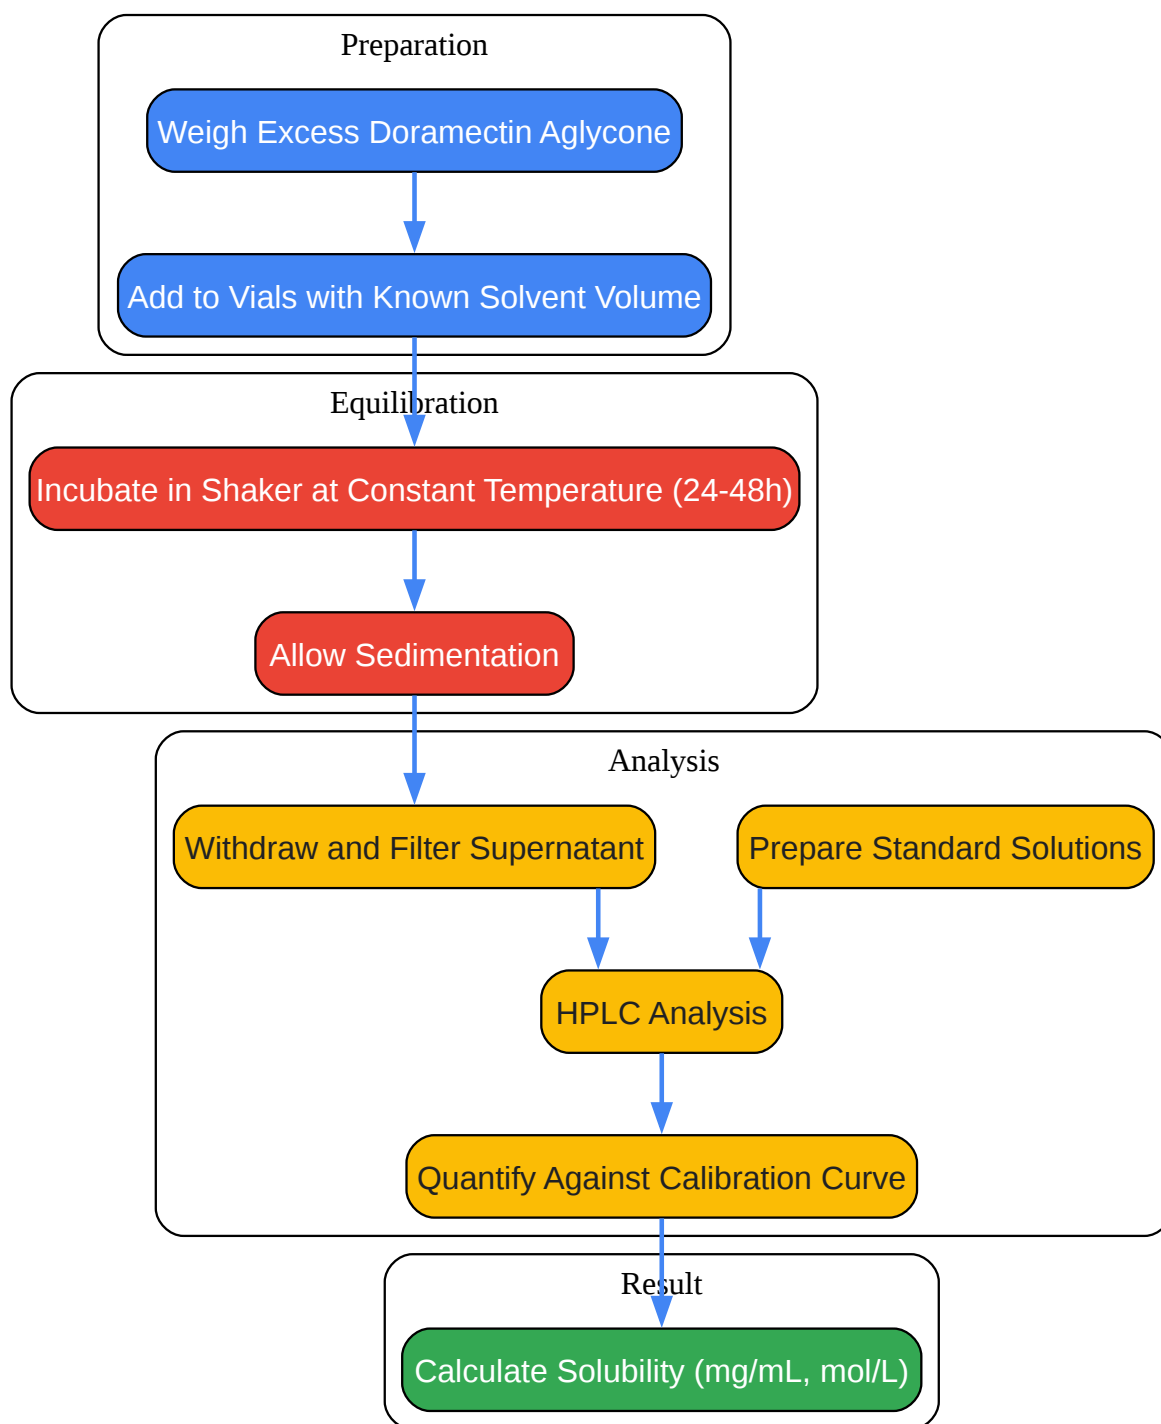 Preparation
Weigh Excess Doramectin Aglycone
Add to Vials with Known Solvent Volume
Equilibration
Incubate in Shaker at Constant Temperature (24-48h)
Allow Sedimentation
Analysis
Withdraw and Filter Supernatant
Prepare Standard Solutions
HPLC Analysis
Quantify Against Calibration Curve
Result
Calculate Solubility (mg/mL, mol/L)